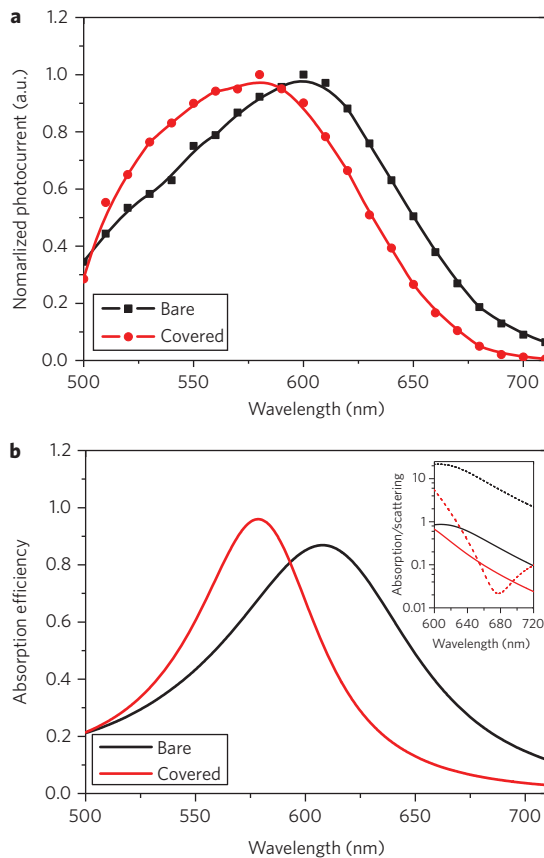 a
1.2
1.0
0.8
0.6
0.4
0.2
0.0
Nomarlized photocurrent (a.u.)
Bare
Covered
500
550
600
650
700
Wavelength (nm)
b
1.2
1.0
0.8
0.6
0.4
0.2
0.0
Absorption efficiency
Bare
Covered
500
550
600
650
700
Wavelength (nm)
Absorption/scattering
10
1
0.1
0.01
600
640
680
720
Wavelength (nm)